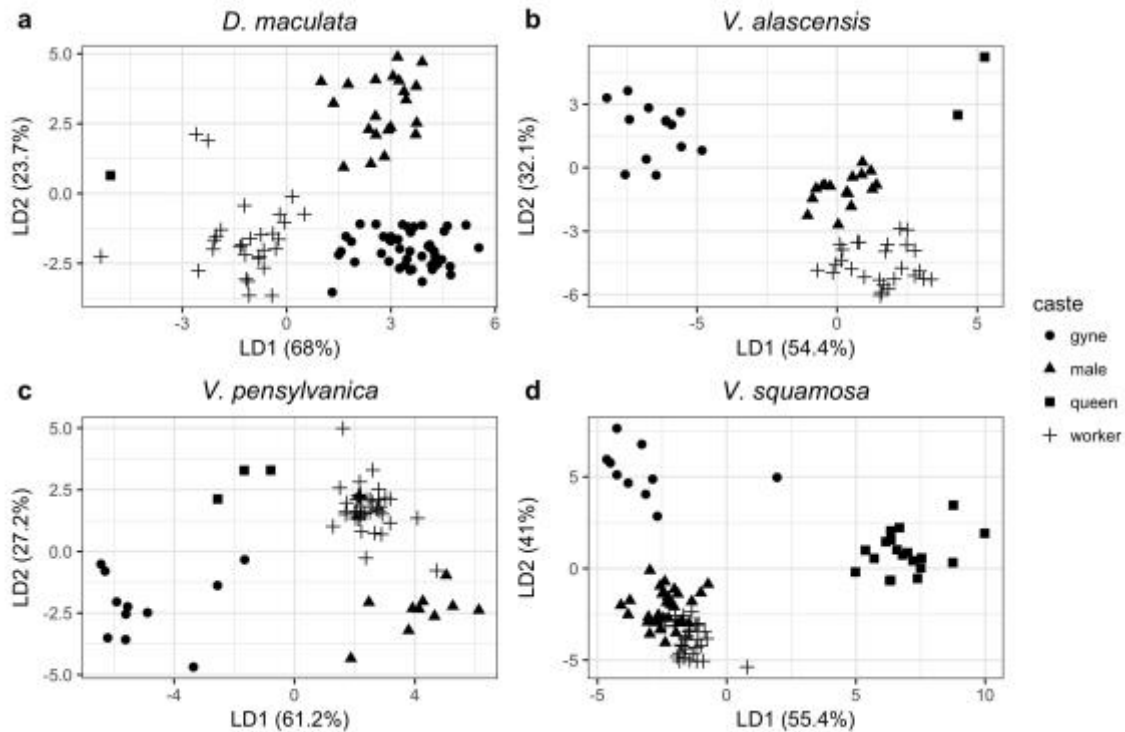 a D. maculata
5.0
2.5
0.0
-2.5
LD2 (23.7%)
-3 0 3 6
LD1 (68%)
b V. alascensis
3
0
-3
-6
LD2 (32.1%)
-5 0 5
LD1 (54.4%)
c V. pensylvanica
5.0
2.5
0.0
-2.5
-5.0
LD2 (27.2%)
-4 0 4
LD1 (61.2%)
d V. squamosa
5
0
-5
LD2 (41%)
-5 0 5 10
LD1 (55.4%)
caste
gyne
male
queen
worker